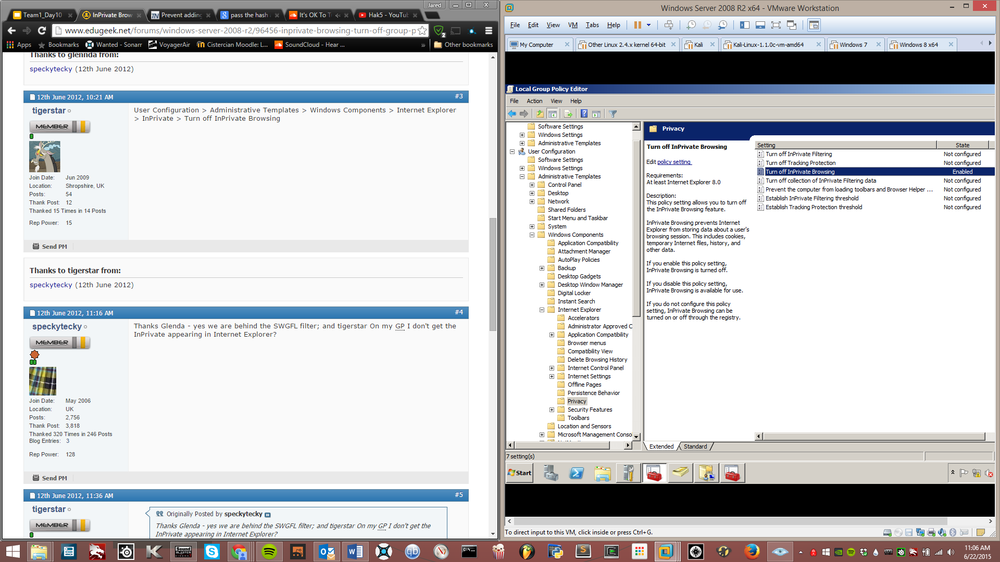 Team1_Day10
InPrivate Brow
Prevent adding
pass the hash
It's OK To T
Hak5 - YouTub
Jared
www.edugeek.net/forums/windows-server-2008-r2/96456-inprivate-browsing-turn-off-group-p
2
Apps
Bookmarks
Wanted - Sonarr
VoyagerAir
Cistercian Moodle: L...
SoundCloud - Hear ...
»
Other bookmarks
Thanks to glennda from:
speckytecky (12th June 2012)
12th June 2012, 10:21 AM
#3
tigerstar
MEMBER
Join Date: Jun 2009
Location: Shropshire, UK
Posts: 54
Thank Post: 12
Thanked 15 Times in 14 Posts
Rep Power: 15
User Configuration > Administrative Templates > Windows Components > Internet Explorer
> InPrivate > Turn off InPrivate Browsing
Send PM
Thanks to tigerstar from:
speckytecky (12th June 2012)
12th June 2012, 11:16 AM
#4
speckytecky
MEMBER
Join Date: May 2006
Location: UK
Posts: 2,756
Thank Post: 3,818
Thanked 320 Times in 246 Posts
Blog Entries: 3
Rep Power: 128
Thanks Glenda - yes we are behind the SWGFL filter; and tigerstar On my GP I don't get the
InPrivate appearing in Internet Explorer?
Send PM
12th June 2012, 11:36 AM
#5
tigerstar
MEMBER
Originally Posted by speckytecky
Thanks Glenda - yes we are behind the SWGFL filter; and tigerstar On my GP I don't get the
InPrivate appearing in Internet Explorer?
Windows Server 2008 R2 x64 - VMware Workstation
File Edit View VM Tabs Help
My Computer
Other Linux 2.4.x kernel 64-bit
Kali
Kali-Linux-1.1.0c-vm-amd64
Windows 7
Windows 8 x64
Local Group Policy Editor
File Action View Help
Software Settings
Windows Settings
Administrative Templates
User Configuration
Software Settings
Windows Settings
Administrative Templates
Control Panel
Desktop
Network
Shared Folders
Start Menu and Taskbar
System
Windows Components
Application Compatibility
Attachment Manager
AutoPlay Policies
Backup
Desktop Gadgets
Desktop Window Manager
Digital Locker
Instant Search
Internet Explorer
Accelerators
Administrator Approved C
Application Compatibility
Browser menus
Compatibility View
Delete Browsing History
Internet Control Panel
Internet Settings
Offline Pages
Persistence Behavior
Privacy
Security Features
Toolbars
Location and Sensors
Microsoft Management Conso
Privacy
Turn off InPrivate Browsing
Edit policy setting
Requirements:
At least Internet Explorer 8.0
Description:
This policy setting allows you to turn off
the InPrivate Browsing feature.
InPrivate Browsing prevents Internet
Explorer from storing data about a user's
browsing session. This includes cookies,
temporary Internet files, history, and
other data.
If you enable this policy setting,
InPrivate Browsing is turned off.
If you disable this policy setting,
InPrivate Browsing is available for use.
If you do not configure this policy
setting, InPrivate Browsing can be
turned on or off through the registry.
Setting State
Turn off InPrivate Filtering Not configured
Turn off Tracking Protection Not configured
Turn off InPrivate Browsing Enabled
Turn off collection of InPrivate Filtering data Not configured
Prevent the computer from loading toolbars and Browser Helper ... Not configured
Establish InPrivate Filtering threshold Not configured
Establish Tracking Protection threshold Not configured
Extended
Standard
7 setting(s)
Start
To direct input to this VM, click inside or press Ctrl+G.
11:06 AM
6/22/2015